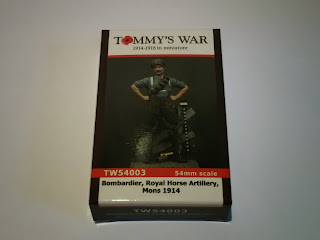 TOMMY'S WAR
1914-1918 in miniature
TW54003 54mm scale
Bombardier, Royal Horse Artillery,
Mons 1914
TW54003